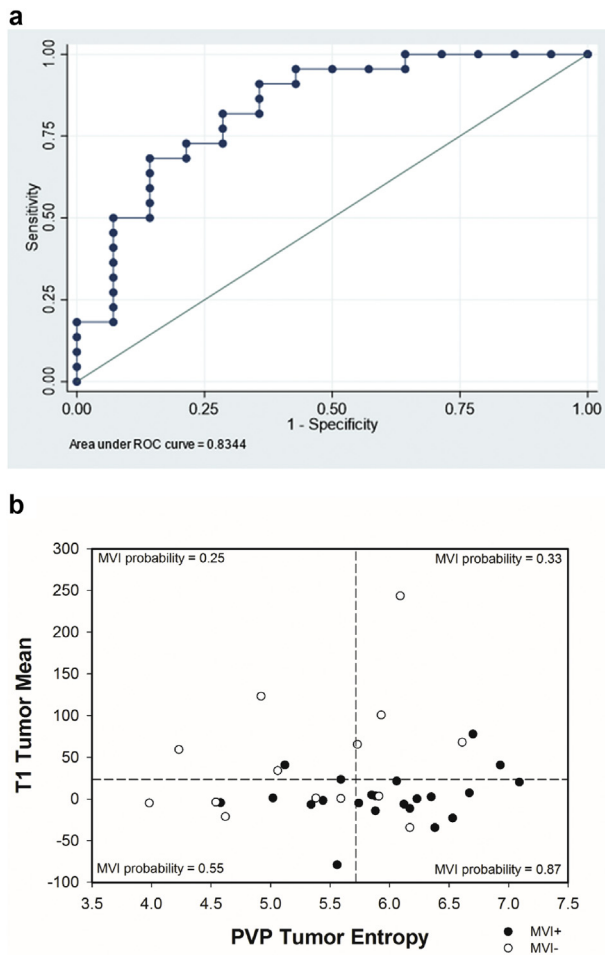 a
1.00
0.75
0.50
0.25
0.00
Sensitivity
0.00 0.25 0.50 0.75 1.00
1 - Specificity
Area under ROC curve = 0.8344
b
300
250
200
150
100
50
0
-50
-100
T1 Tumor Mean
MVI probability = 0.25
MVI probability = 0.33
MVI probability = 0.55
MVI probability = 0.87
3.5 4.0 4.5 5.0 5.5 6.0 6.5 7.0 7.5
PVP Tumor Entropy
MVI+
MVI-